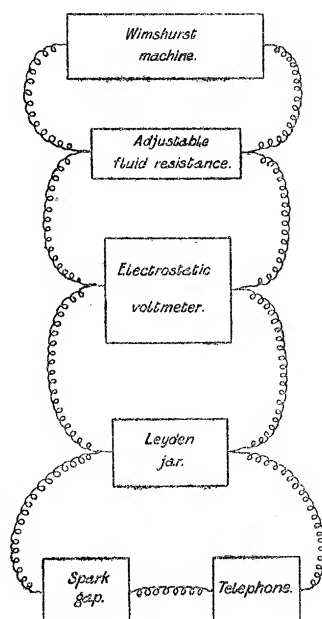 Wimshurst
machine.
Adjustable
fluid resistance.
Electrostatic
voltmeter.
Leyden
jar.
Spark
gap.
Telephone.